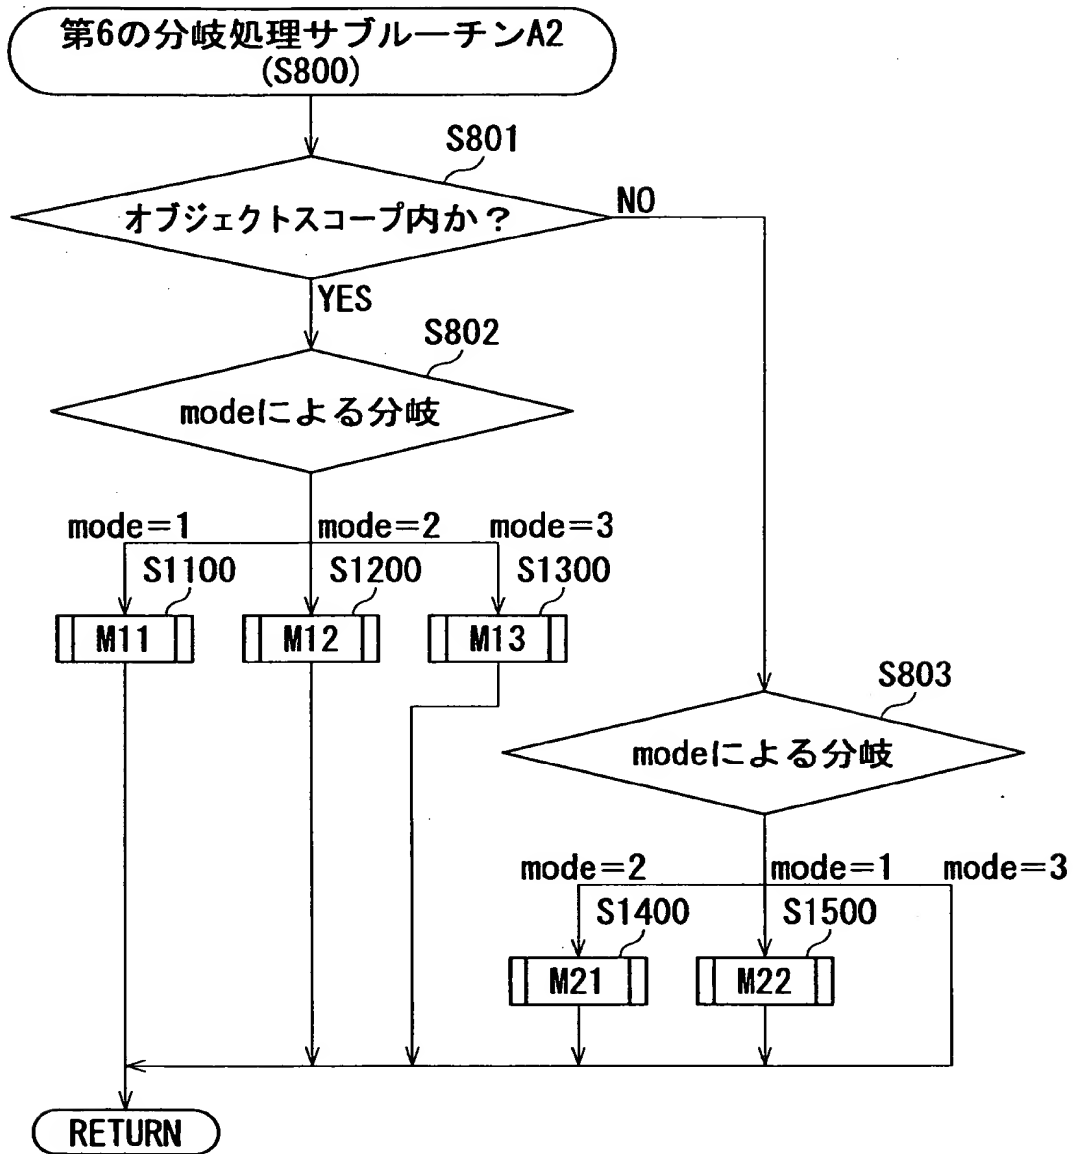 第6の分岐処理サブルーチンA2
(S800)
S801
オブジェクトスコープ内か？
NO
YES
S802
modeによる分岐
mode=1
mode=2
mode=3
S1100
S1200
S1300
M11
M12
M13
S803
modeによる分岐
mode=2
mode=1
mode=3
S1400
S1500
M21
M22
RETURN